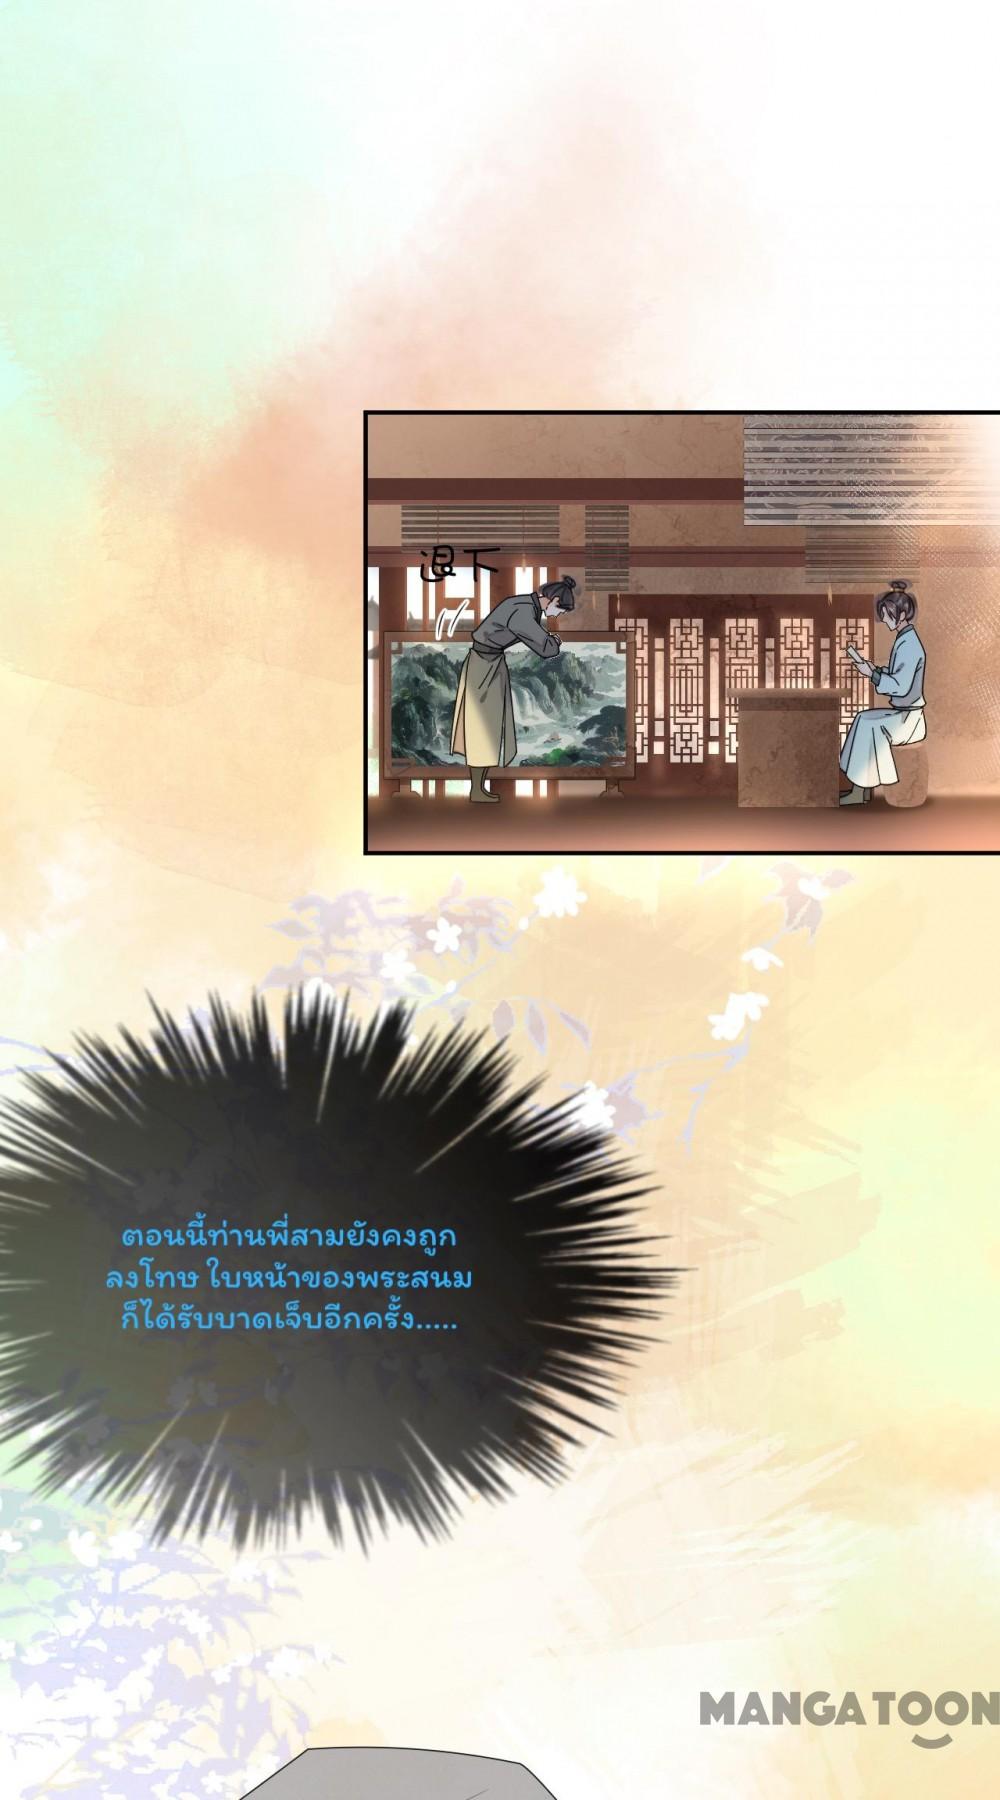 退下
ตอนนี้ท่านพี่สามยังคงถูก
ลงโทษ ใบหน้าของพระสนม
ก็ได้รับบาดเจ็บอีกครั้ง.....
MANGATOON